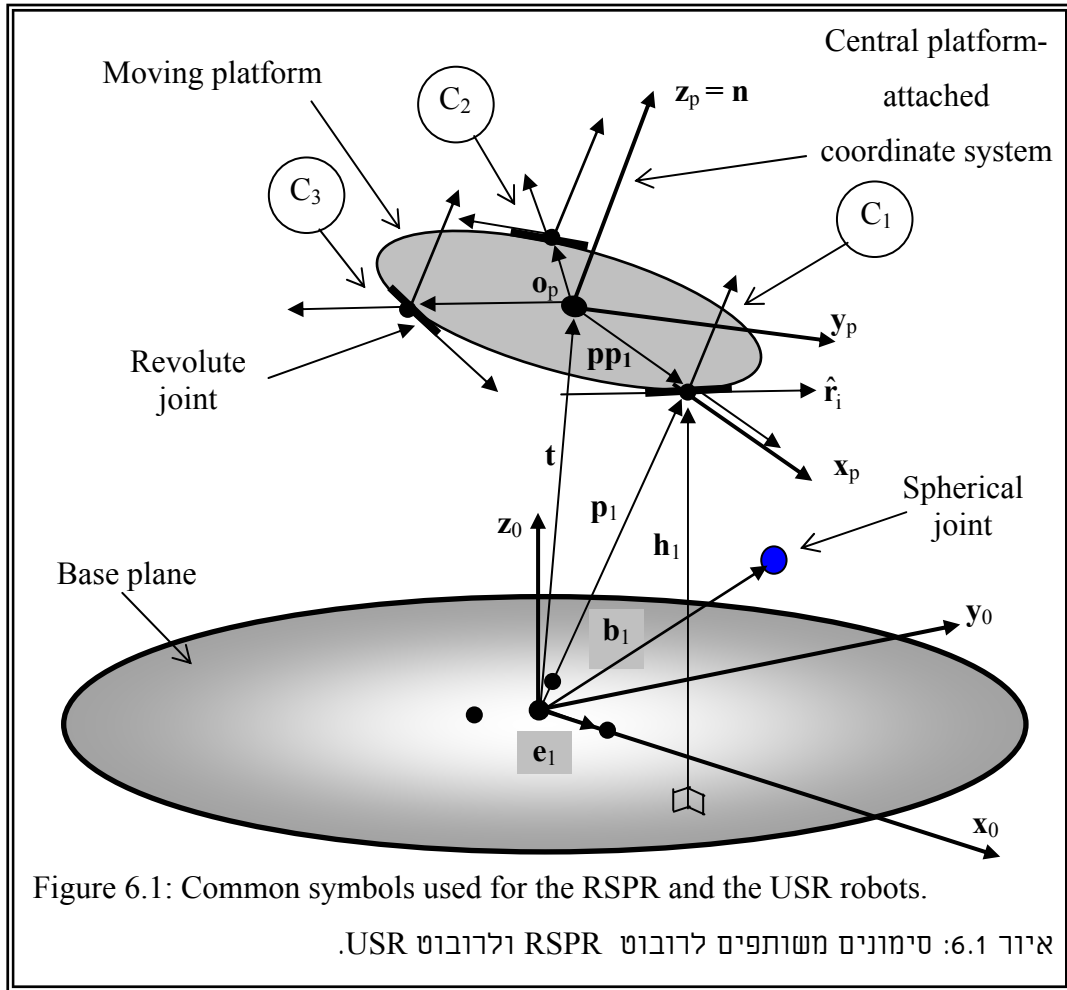 Central platform-
attached
coordinate system
Moving platform
C2
zp = n
C3
C1
op
yp
pp1
Revolute
joint
r̂i
xp
t
p1
h1
Spherical
joint
z0
Base plane
b1
y0
e1
x0
Figure 6.1: Common symbols used for the RSPR and the USR robots.
איור 6.1: סימונים משותפים לרובוט RSPR ולרובוט USR.